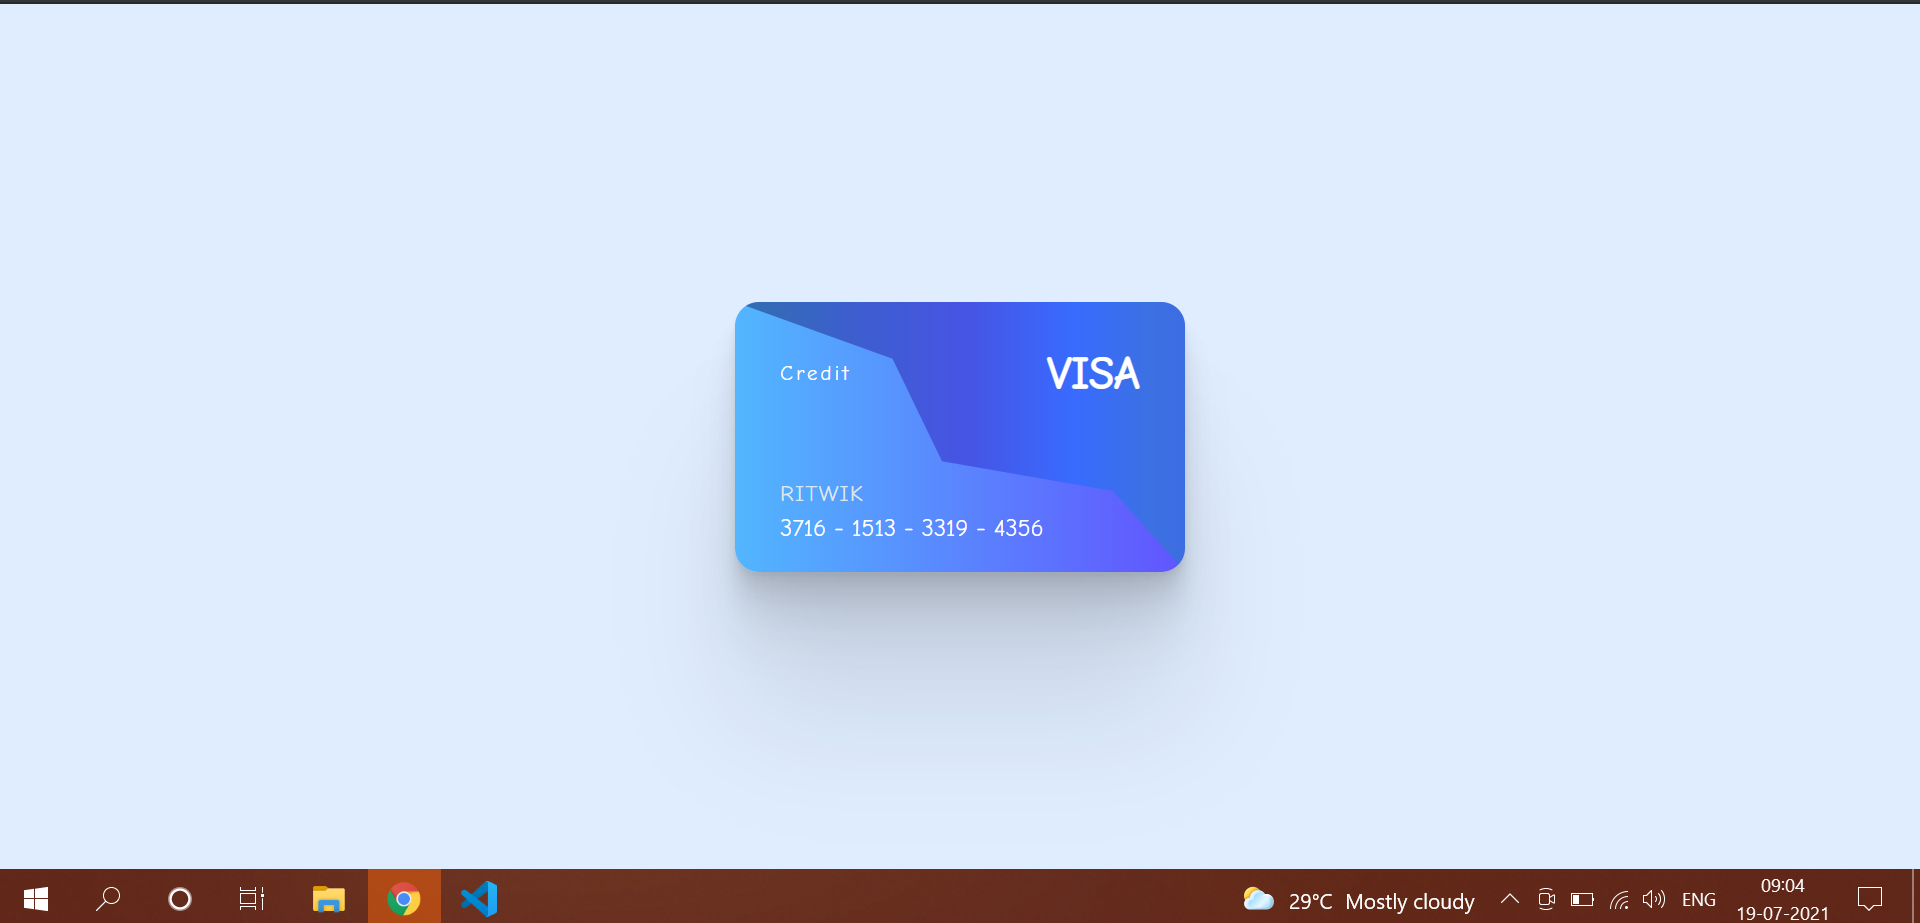 Credit
VISA
RITWIK
3716 - 1513 - 3319 - 4356
29°C Mostly cloudy
ENG
09:04
19-07-2021